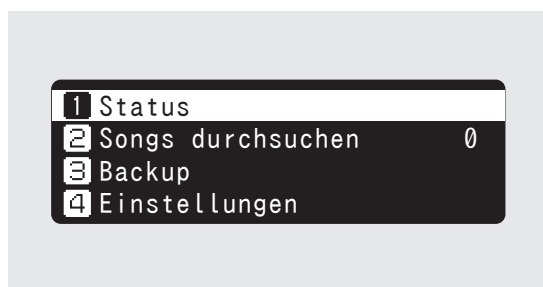 1 Status
2 Songs durchsuchen 0
3 Backup
4 Einstellungen